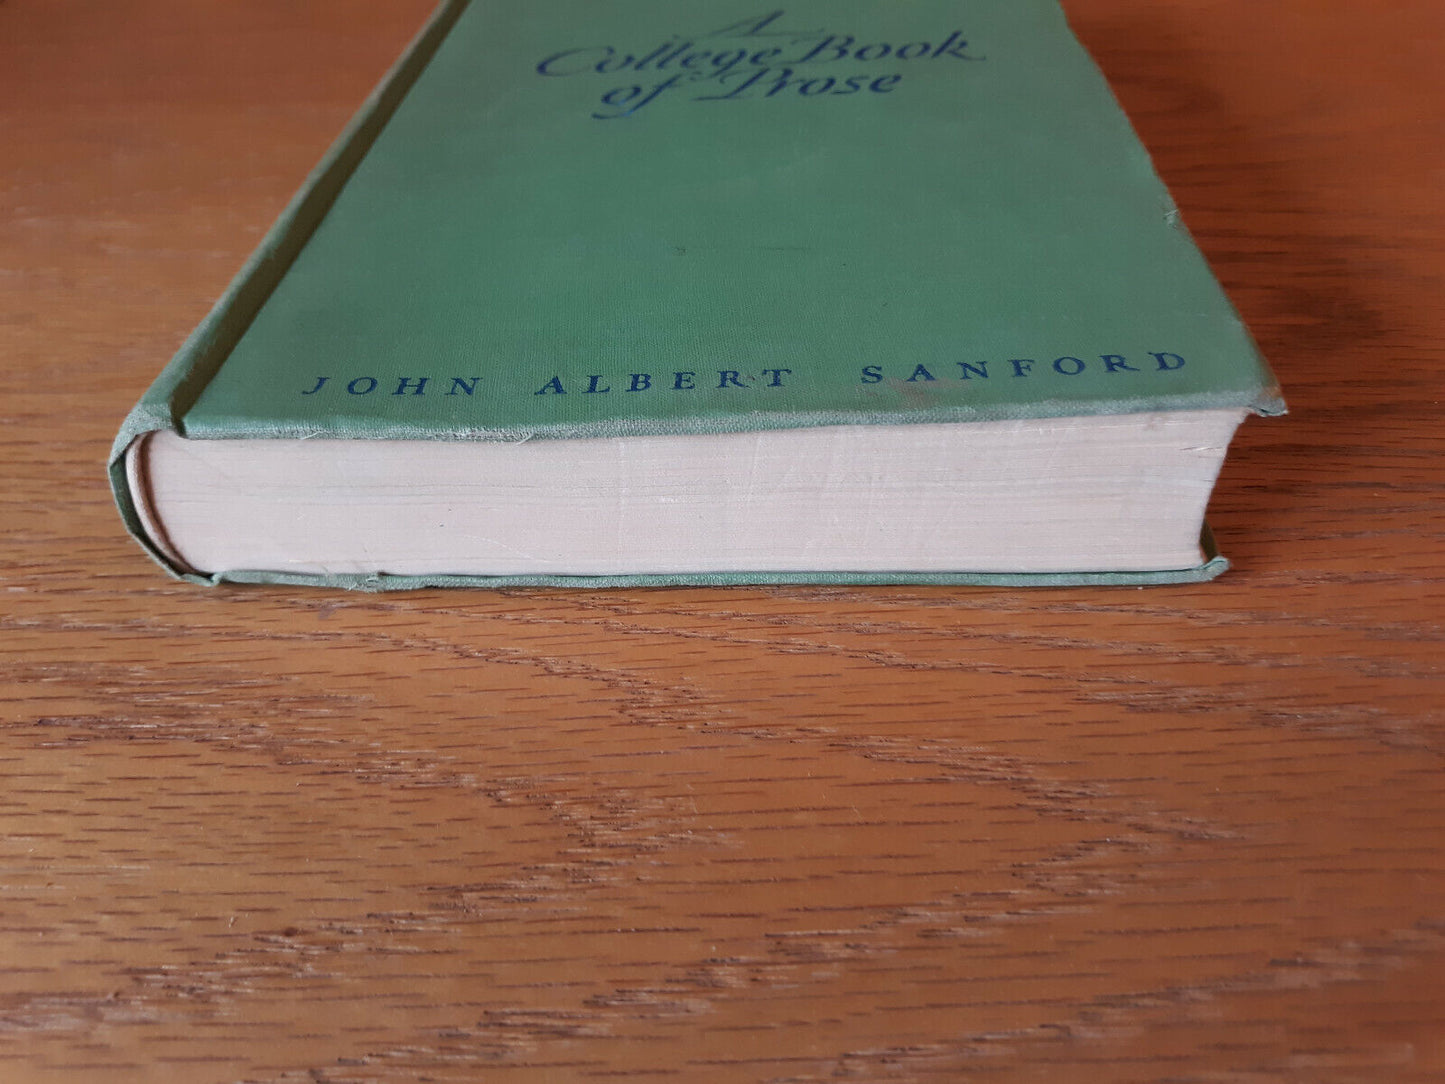 A
College Book
of Prose
JOHN ALBERT SANFORD